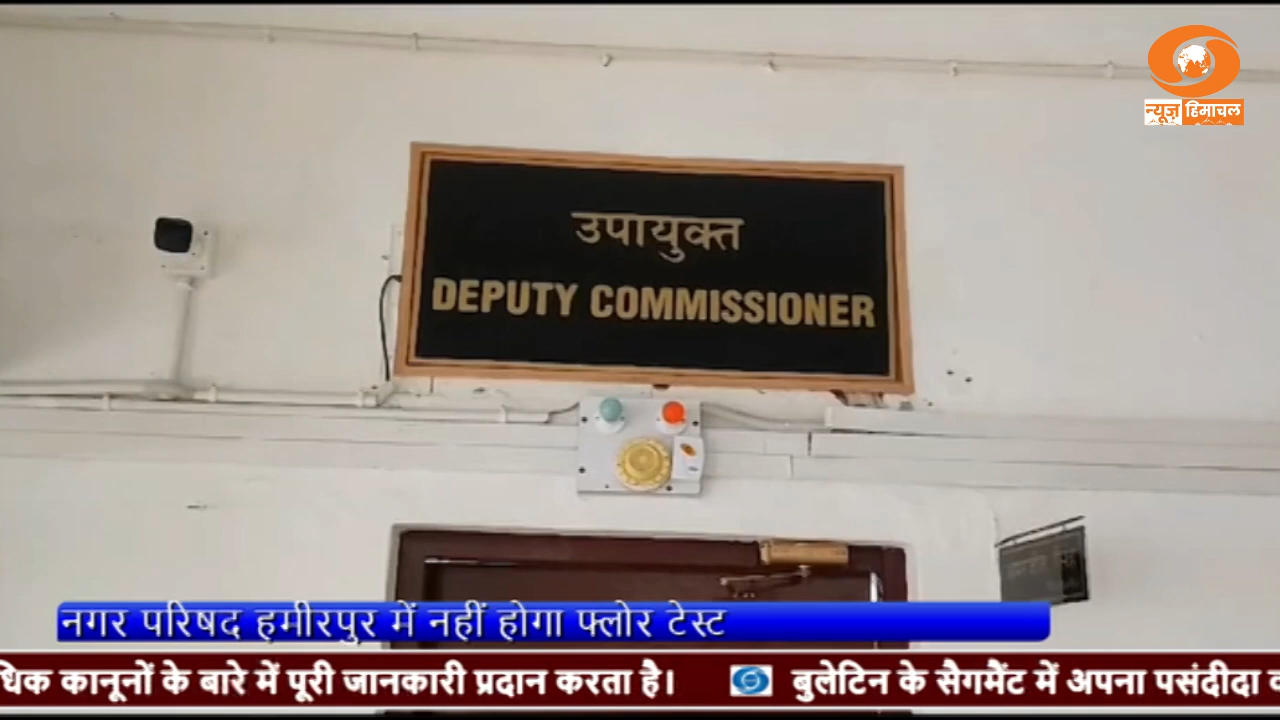 न्यूज़ हिमाचल
उपायुक्त
DEPUTY COMMISSIONER
नगर परिषद हमीरपुर में नहीं होगा फ्लोर टेस्ट
कानूनों के बारे में पूरी जानकारी प्रदान करता है। बुलेटिन के सैगमैंट में अपना पसंदीदा